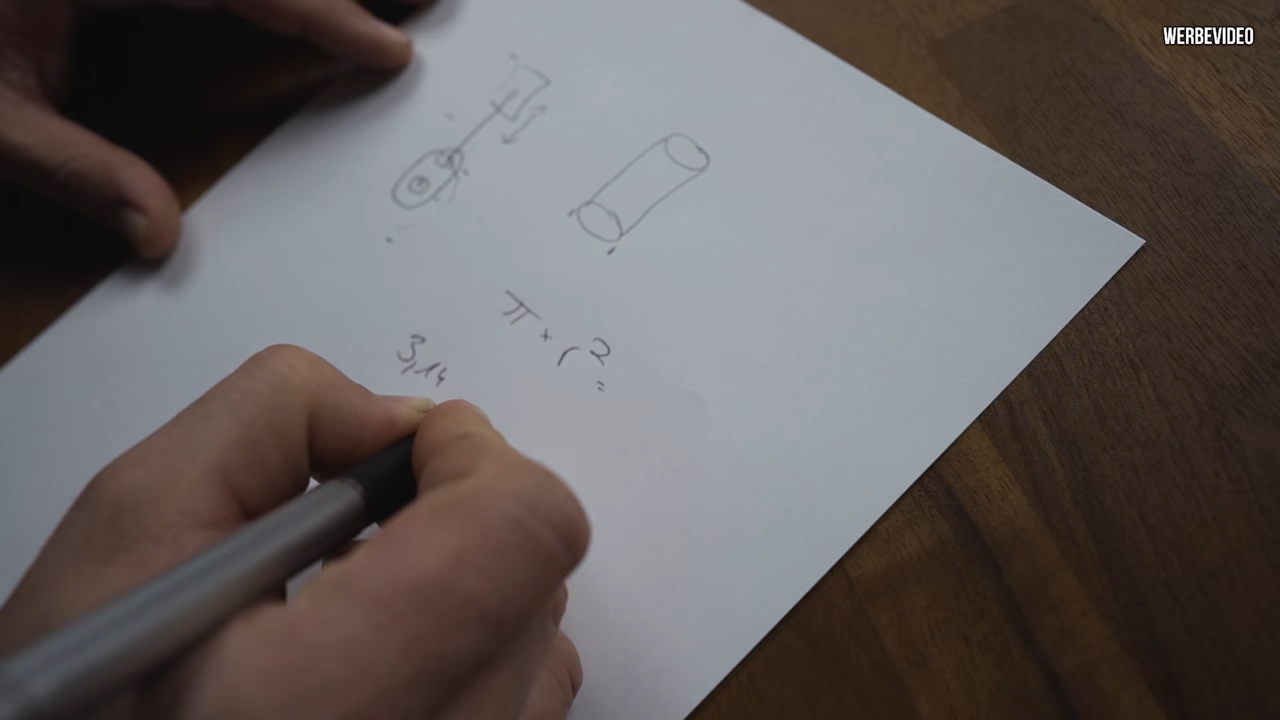 WERBEVIDEO
π × r²
=
3,14